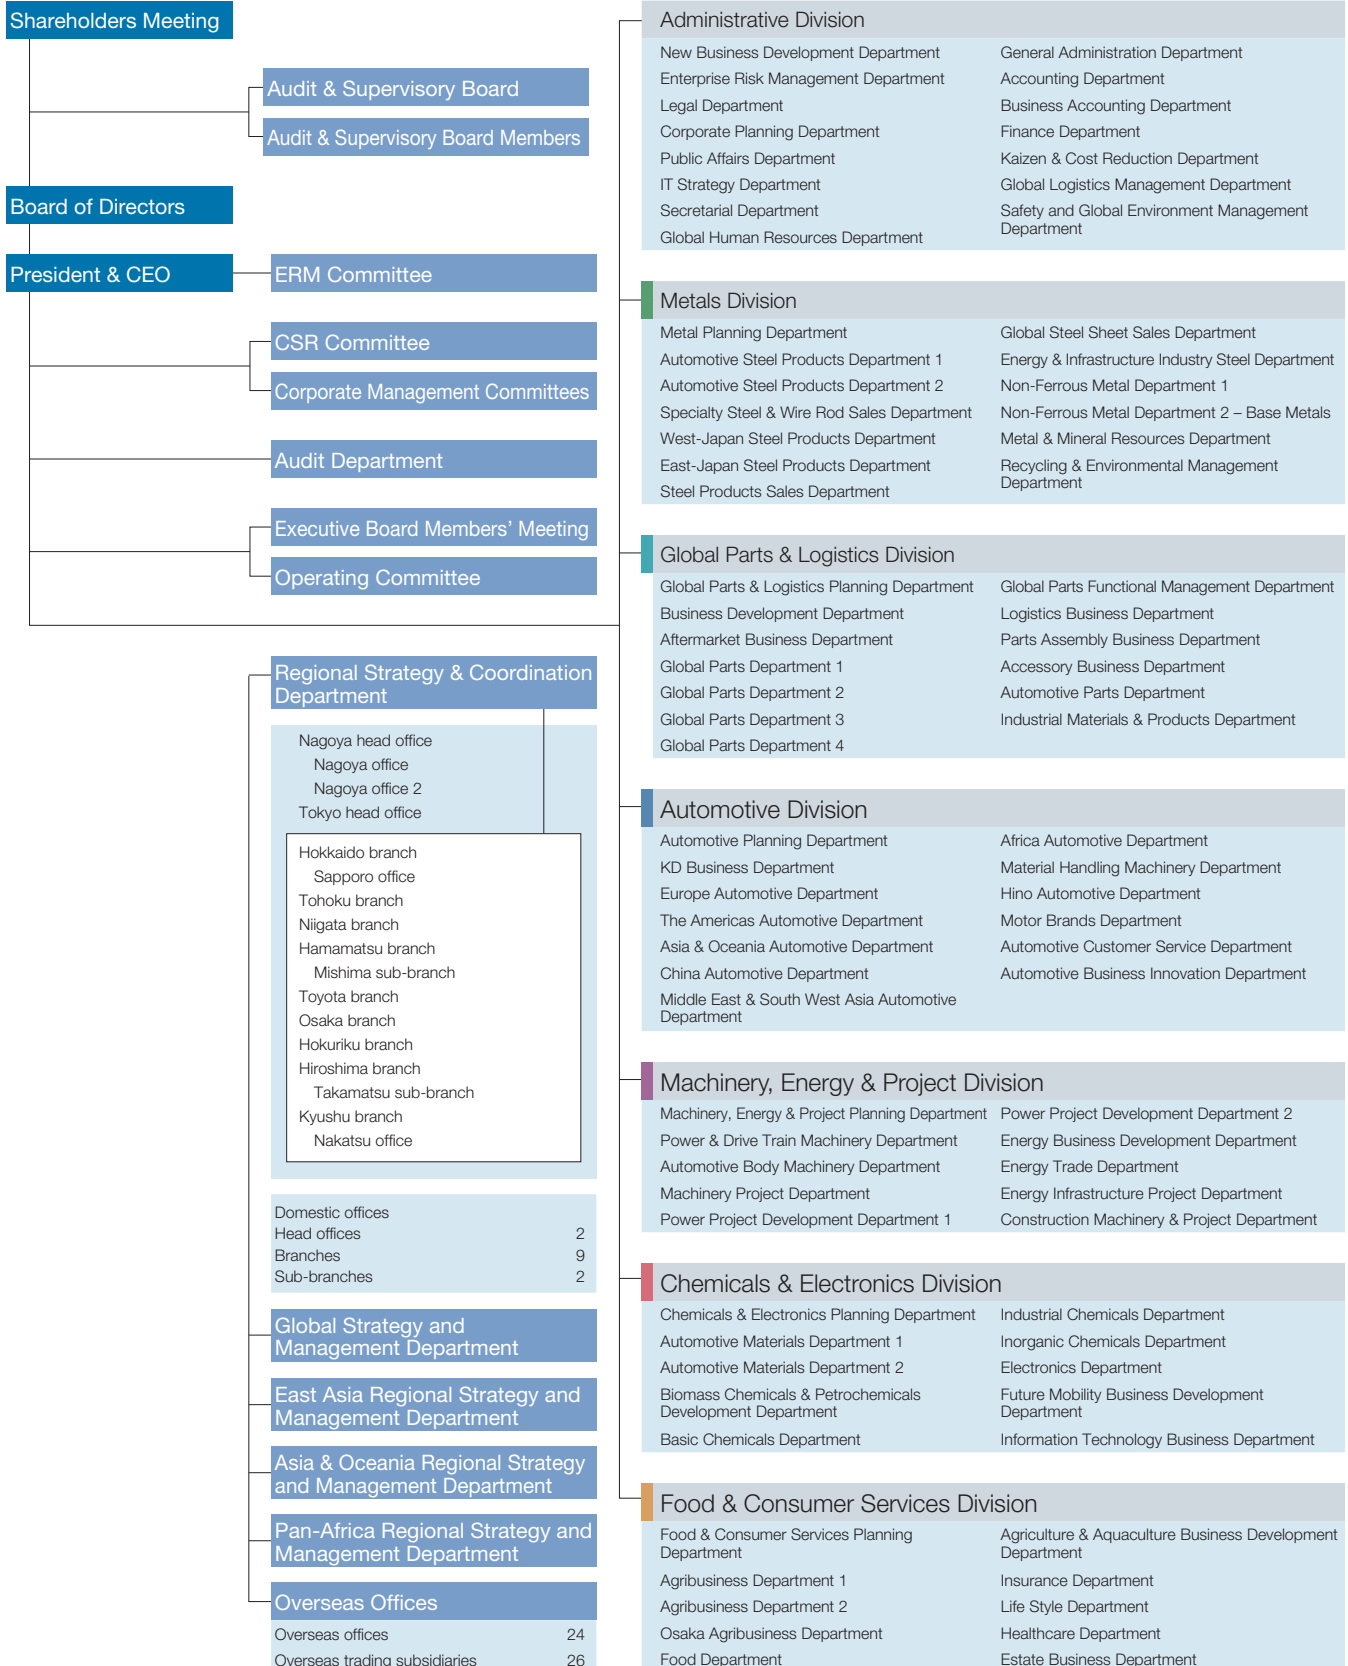 Shareholders Meeting
Audit & Supervisory Board
Audit & Supervisory Board Members
Board of Directors
President & CEO
ERM Committee
CSR Committee
Corporate Management Committees
Audit Department
Executive Board Members’ Meeting
Operating Committee
Regional Strategy & Coordination
Department
Nagoya head office
Nagoya office
Nagoya office 2
Tokyo head office
Hokkaido branch
Sapporo office
Tohoku branch
Niigata branch
Hamamatsu branch
Mishima sub-branch
Toyota branch
Osaka branch
Hokuriku branch
Hiroshima branch
Takamatsu sub-branch
Kyushu branch
Nakatsu office
Domestic offices
Head offices 2
Branches 9
Sub-branches 2
Global Strategy and
Management Department
East Asia Regional Strategy and
Management Department
Asia & Oceania Regional Strategy
and Management Department
Pan-Africa Regional Strategy and
Management Department
Overseas Offices
Overseas offices 24
Overseas trading subsidiaries 26
Administrative Division
New Business Development Department
Enterprise Risk Management Department
Legal Department
Corporate Planning Department
Public Affairs Department
IT Strategy Department
Secretarial Department
Global Human Resources Department
General Administration Department
Accounting Department
Business Accounting Department
Finance Department
Kaizen & Cost Reduction Department
Global Logistics Management Department
Safety and Global Environment Management
Department
Metals Division
Metal Planning Department
Automotive Steel Products Department 1
Automotive Steel Products Department 2
Specialty Steel & Wire Rod Sales Department
West-Japan Steel Products Department
East-Japan Steel Products Department
Steel Products Sales Department
Global Steel Sheet Sales Department
Energy & Infrastructure Industry Steel Department
Non-Ferrous Metal Department 1
Non-Ferrous Metal Department 2 – Base Metals
Metal & Mineral Resources Department
Recycling & Environmental Management
Department
Global Parts & Logistics Division
Global Parts & Logistics Planning Department
Business Development Department
Aftermarket Business Department
Global Parts Department 1
Global Parts Department 2
Global Parts Department 3
Global Parts Department 4
Global Parts Functional Management Department
Logistics Business Department
Parts Assembly Business Department
Accessory Business Department
Automotive Parts Department
Industrial Materials & Products Department
Automotive Division
Automotive Planning Department
KD Business Department
Europe Automotive Department
The Americas Automotive Department
Asia & Oceania Automotive Department
China Automotive Department
Middle East & South West Asia Automotive
Department
Africa Automotive Department
Material Handling Machinery Department
Hino Automotive Department
Motor Brands Department
Automotive Customer Service Department
Automotive Business Innovation Department
Machinery, Energy & Project Division
Machinery, Energy & Project Planning Department
Power & Drive Train Machinery Department
Automotive Body Machinery Department
Machinery Project Department
Power Project Development Department 1
Power Project Development Department 2
Energy Business Development Department
Energy Trade Department
Energy Infrastructure Project Department
Construction Machinery & Project Department
Chemicals & Electronics Division
Chemicals & Electronics Planning Department
Automotive Materials Department 1
Automotive Materials Department 2
Biomass Chemicals & Petrochemicals
Development Department
Basic Chemicals Department
Industrial Chemicals Department
Inorganic Chemicals Department
Electronics Department
Future Mobility Business Development
Department
Information Technology Business Department
Food & Consumer Services Division
Food & Consumer Services Planning
Department
Agribusiness Department 1
Agribusiness Department 2
Osaka Agribusiness Department
Food Department
Agriculture & Aquaculture Business Development
Department
Insurance Department
Life Style Department
Healthcare Department
Estate Business Department